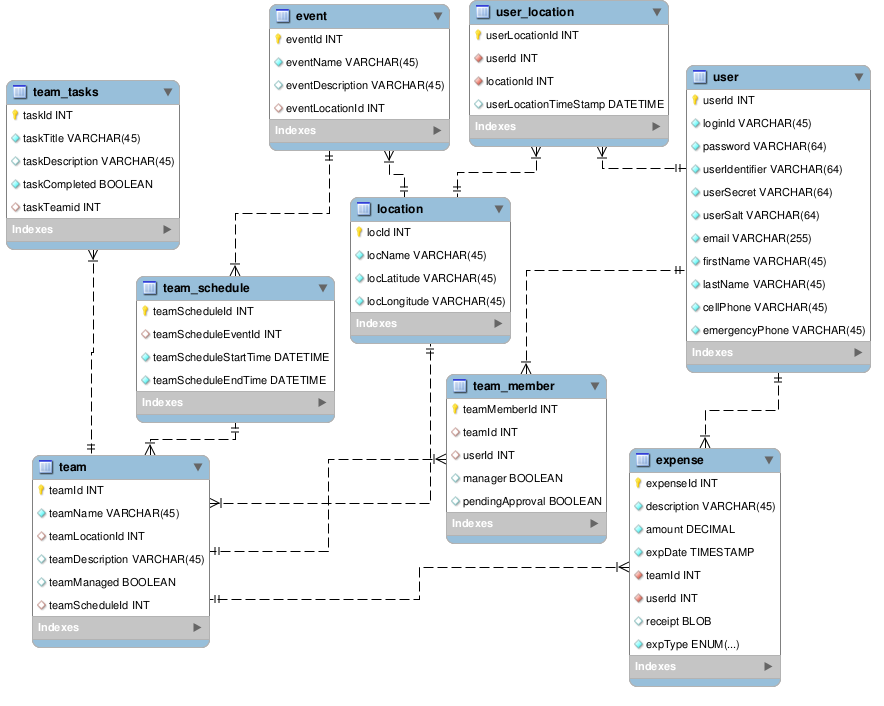 event
eventId INT
eventName VARCHAR(45)
eventDescription VARCHAR(45)
eventLocationId INT
Indexes
user_location
userLocationId INT
userId INT
locationId INT
userLocationTimeStamp DATETIME
Indexes
user
userId INT
loginId VARCHAR(45)
password VARCHAR(64)
userIdentifier VARCHAR(64)
userSecret VARCHAR(64)
userSalt VARCHAR(64)
email VARCHAR(255)
firstName VARCHAR(45)
lastName VARCHAR(45)
cellPhone VARCHAR(45)
emergencyPhone VARCHAR(45)
Indexes
team_tasks
taskId INT
taskTitle VARCHAR(45)
taskDescription VARCHAR(45)
taskCompleted BOOLEAN
taskTeamid INT
Indexes
location
locId INT
locName VARCHAR(45)
locLatitude VARCHAR(45)
locLongitude VARCHAR(45)
Indexes
team_schedule
teamScheduleId INT
teamScheduleEventId INT
teamScheduleStartTime DATETIME
teamScheduleEndTime DATETIME
Indexes
team_member
teamMemberId INT
teamId INT
userId INT
manager BOOLEAN
pendingApproval BOOLEAN
Indexes
team
teamId INT
teamName VARCHAR(45)
teamLocationId INT
teamDescription VARCHAR(45)
teamManaged BOOLEAN
teamScheduleId INT
Indexes
expense
expenseId INT
description VARCHAR(45)
amount DECIMAL
expDate TIMESTAMP
teamId INT
userId INT
receipt BLOB
expType ENUM(...)
Indexes